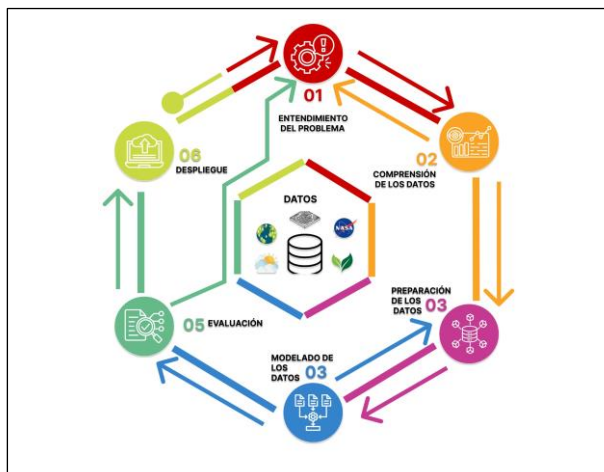 01
ENTENDIMIENTO
DEL PROBLEMA
06
DESPLIEGUE
02
COMPRENSIÓN
DE LOS DATOS
DATOS
NASA
PREPARACIÓN
DE LOS
DATOS 03
05 EVALUACIÓN
MODELADO DE
LOS
DATOS 03